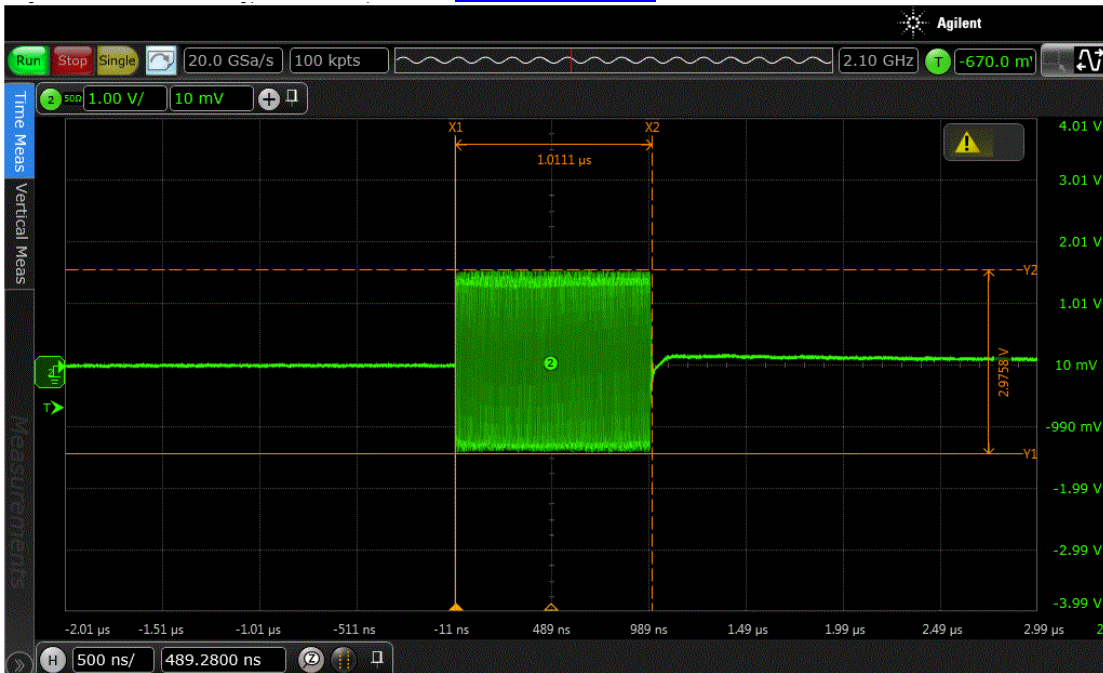 Agilent
Run Stop Single 20.0 GSa/s 100 kpts 2.10 GHz T -670.0 m
2 50Ω 1.00 V/ 10 mV
Time Meas
Vertical Meas
Measurements
X1 X2
1.0111 µs
4.01 V
3.01 V
2.01 V
Y2
1.01 V
2
2.9758 V
2
10 mV
T
-990 mV
Y1
-1.99 V
-2.99 V
-3.99 V
-2.01 µs -1.51 µs -1.01 µs -511 ns -11 ns 489 ns 989 ns 1.49 µs 1.99 µs 2.49 µs 2.99 µs 2
H 500 ns/ 489.2800 ns Z